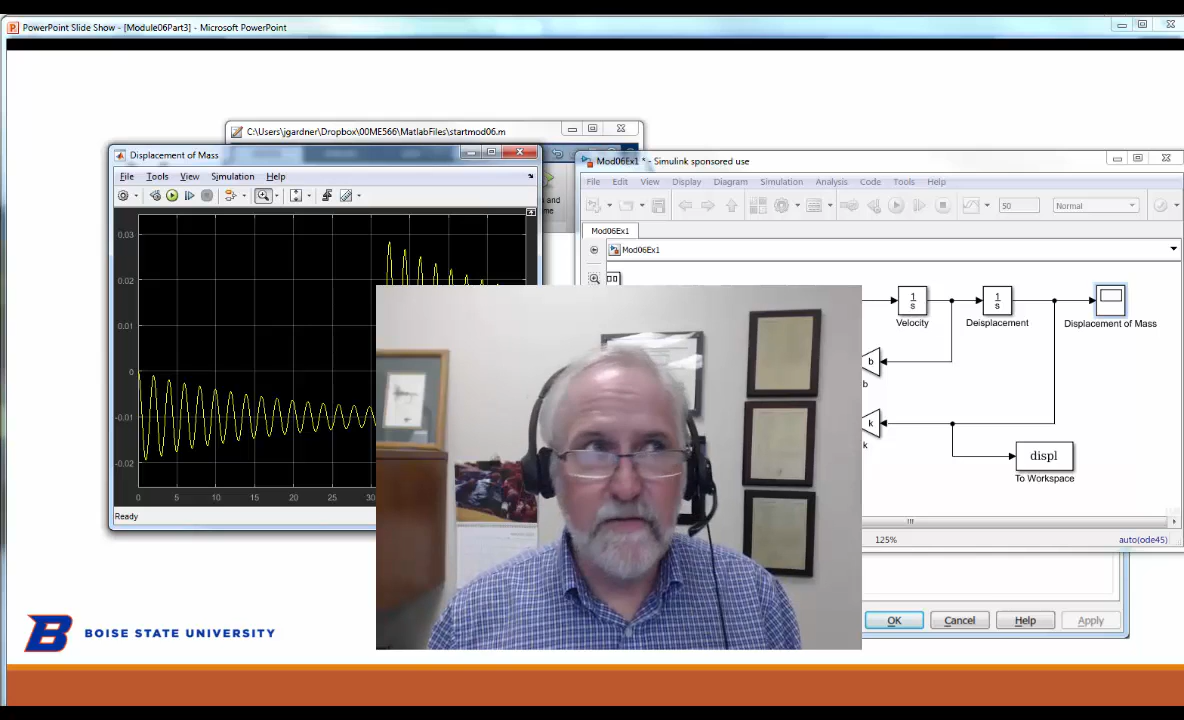 PowerPoint Slide Show - [Module06Part3] - Microsoft PowerPoint
C:\Users\jgardner\Dropbox\00ME566\MatlabFiles\startmod06.m
Displacement of Mass
File Tools View Simulation Help
0.03
0.02
0.01
0
-0.01
-0.02
0 5 10 15 20 25 30
Ready
Mod06Ex1 * - Simulink sponsored use
File Edit View Display Diagram Simulation Analysis Code Tools Help
50 Normal
Mod06Ex1
Mod06Ex1
1
s
Velocity
1
s
Deisplacement
Displacement of Mass
b
b
k
k
displ
To Workspace
125% auto(ode45)
OK Cancel Help Apply
B BOISE STATE UNIVERSITY